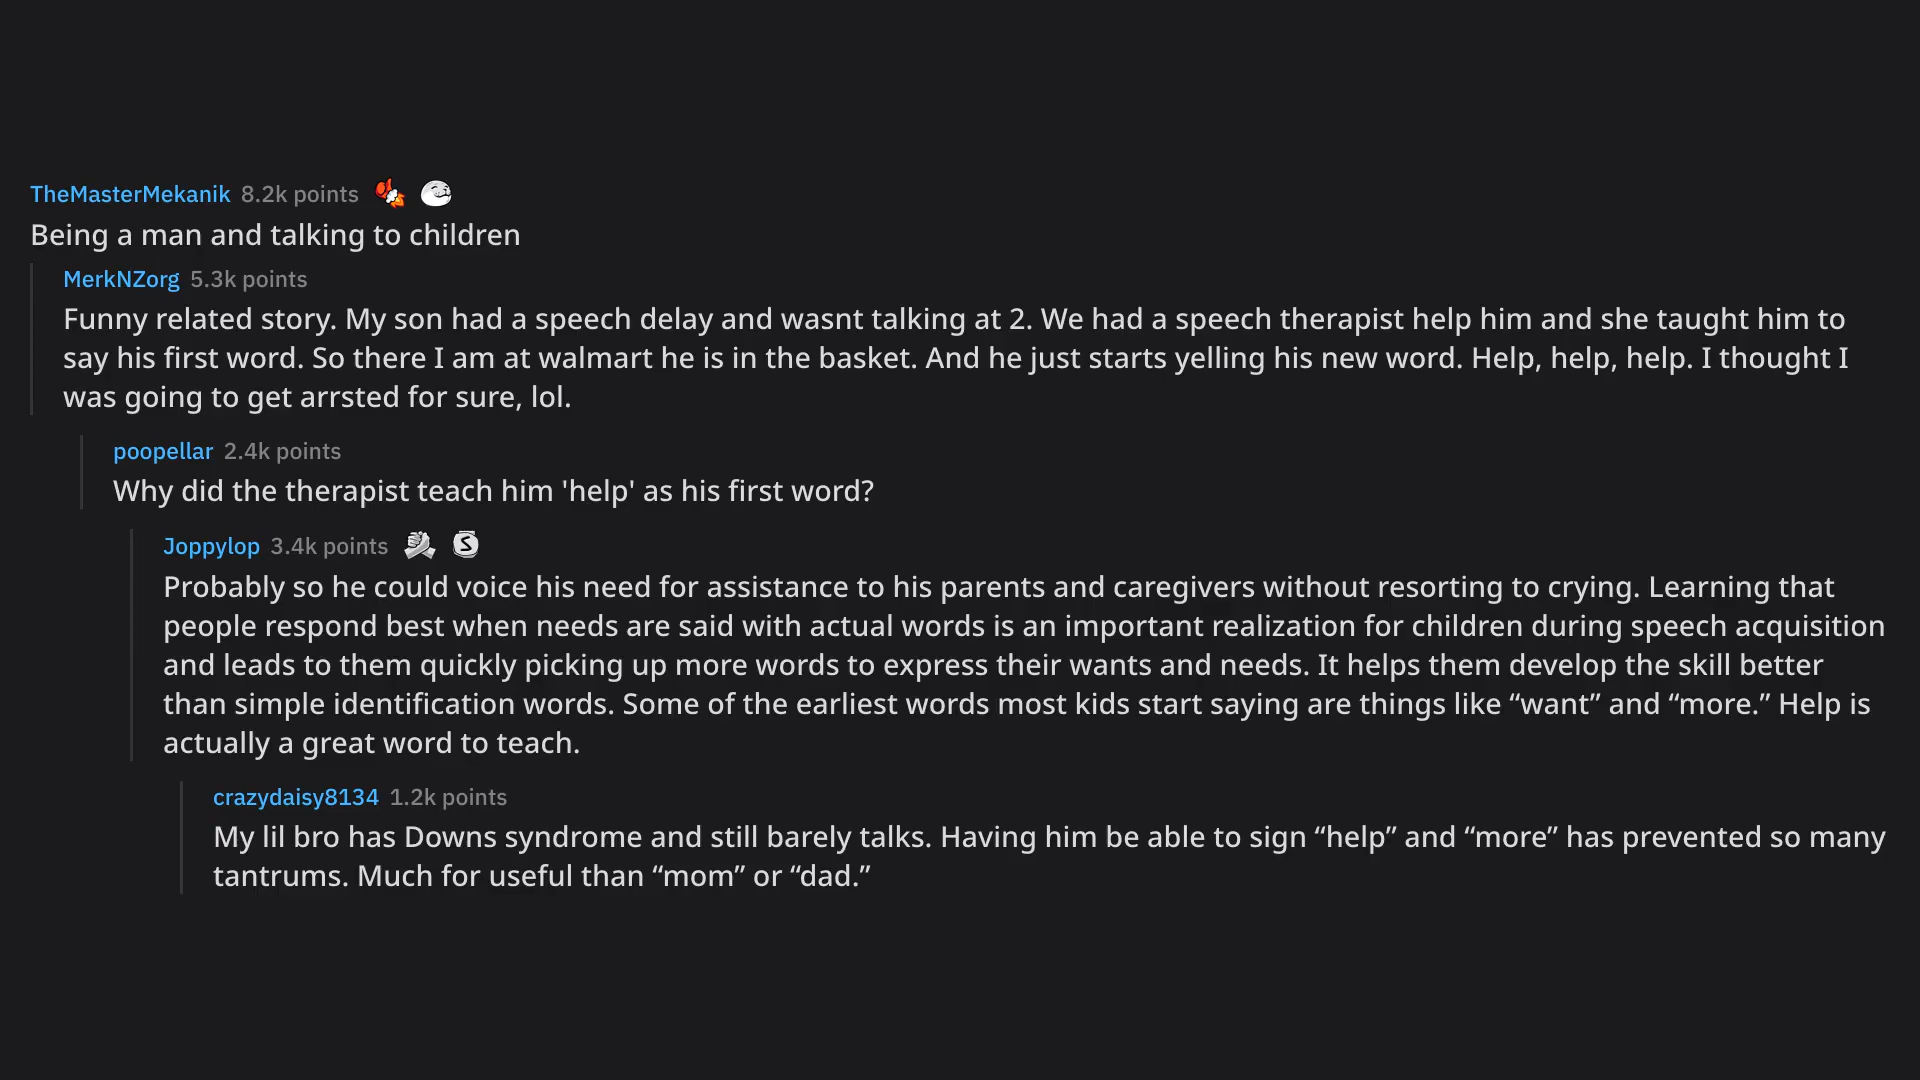 TheMasterMekanik 8.2k points
Being a man and talking to children
MerkNZorg 5.3k points
Funny related story. My son had a speech delay and wasnt talking at 2. We had a speech therapist help him and she taught him to
say his first word. So there I am at walmart he is in the basket. And he just starts yelling his new word. Help, help, help. I thought I
was going to get arrsted for sure, lol.
poopellar 2.4k points
Why did the therapist teach him 'help' as his first word?
Joppylop 3.4k points
Probably so he could voice his need for assistance to his parents and caregivers without resorting to crying. Learning that
people respond best when needs are said with actual words is an important realization for children during speech acquisition
and leads to them quickly picking up more words to express their wants and needs. It helps them develop the skill better
than simple identification words. Some of the earliest words most kids start saying are things like “want” and “more.” Help is
actually a great word to teach.
crazydaisy8134 1.2k points
My lil bro has Downs syndrome and still barely talks. Having him be able to sign “help” and “more” has prevented so many
tantrums. Much for useful than “mom” or “dad.”